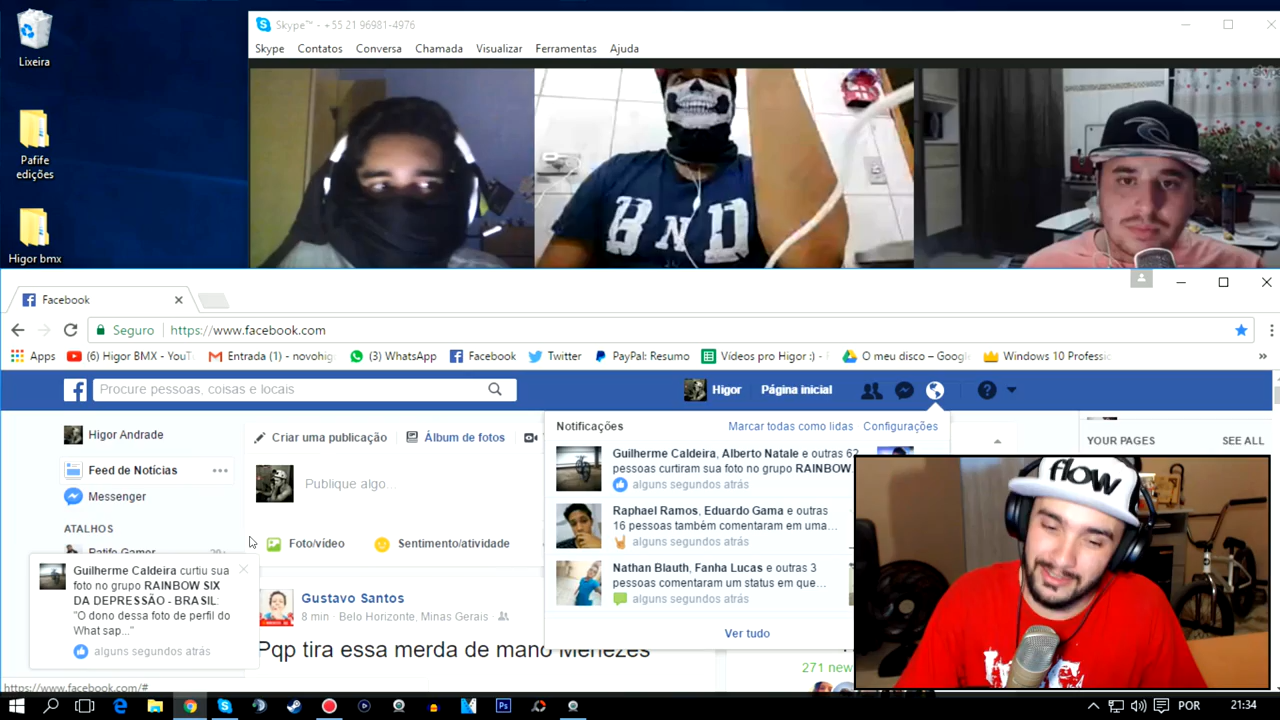 Lixeira
Pafife
edições
Higor bmx
Skype™ - +55 21 96981-4976
Skype Contatos Conversa Chamada Visualizar Ferramentas Ajuda
skype
BND
Facebook
Seguro https://www.facebook.com
Apps (6) Higor BMX - YouT Entrada (1) - novohig (3) WhatsApp Facebook Twitter PayPal: Resumo Vídeos pro Higor :) - O meu disco – Googl Windows 10 Professic
Procure pessoas, coisas e locais
Higor Página inicial
Higor Andrade
Feed de Notícias
Messenger
ATALHOS
Patife Gamer 20+
Criar uma publicação Álbum de fotos
Publique algo...
Foto/vídeo Sentimento/atividade
Gustavo Santos
8 min · Belo Horizonte, Minas Gerais ·
Pqp tira essa merda de mano Menezes
Notificações Marcar todas como lidas Configurações
Guilherme Caldeira, Alberto Natale e outras 62
pessoas curtiram sua foto no grupo RAINBOW
alguns segundos atrás
Raphael Ramos, Eduardo Gama e outras
16 pessoas também comentaram em uma...
alguns segundos atrás
Nathan Blauth, Fanha Lucas e outras 3
pessoas comentaram um status em que...
alguns segundos atrás
Ver tudo
YOUR PAGES SEE ALL
271 new
flow
Guilherme Caldeira curtiu sua
foto no grupo RAINBOW SIX
DA DEPRESSÃO - BRASIL:
"O dono dessa foto de perfil do
What sap..."
alguns segundos atrás
https://www.facebook.com/#
POR 21:34